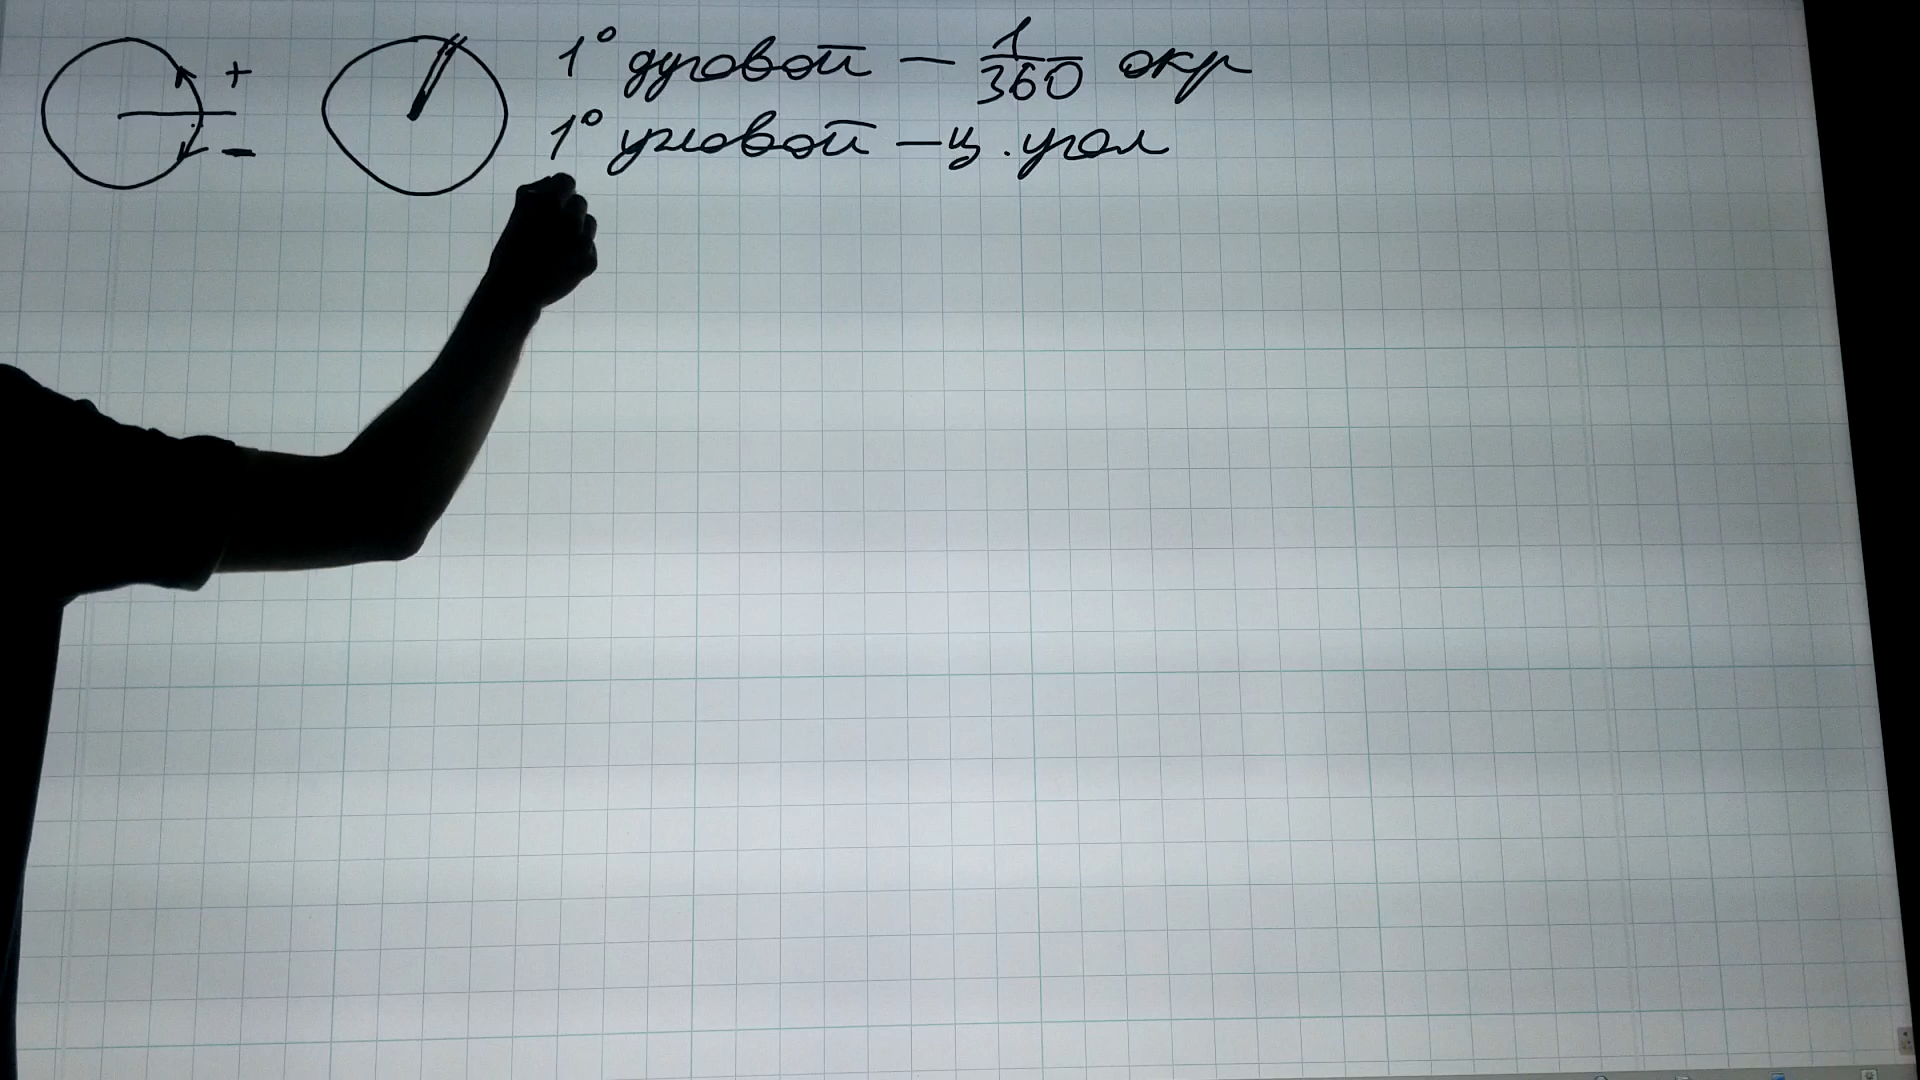 +
−
1° дуговой — 1/360 окр
1° угловой — ц. угол